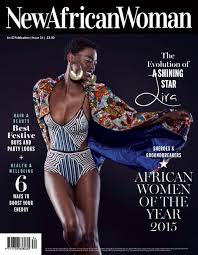 NewAfricanWoman
The Evolution of
A SHINING
STAR
Lira
HAIR &
BEAUTY
Best
Festive
BUYS AND
PARTY LOOKS
+
HEALTH &
WELLBEING
6
WAYS TO
BOOST YOUR
ENERGY
SHEROES &
GROUNDBREAKERS
AFRICAN
WOMEN OF
THE YEAR
2015